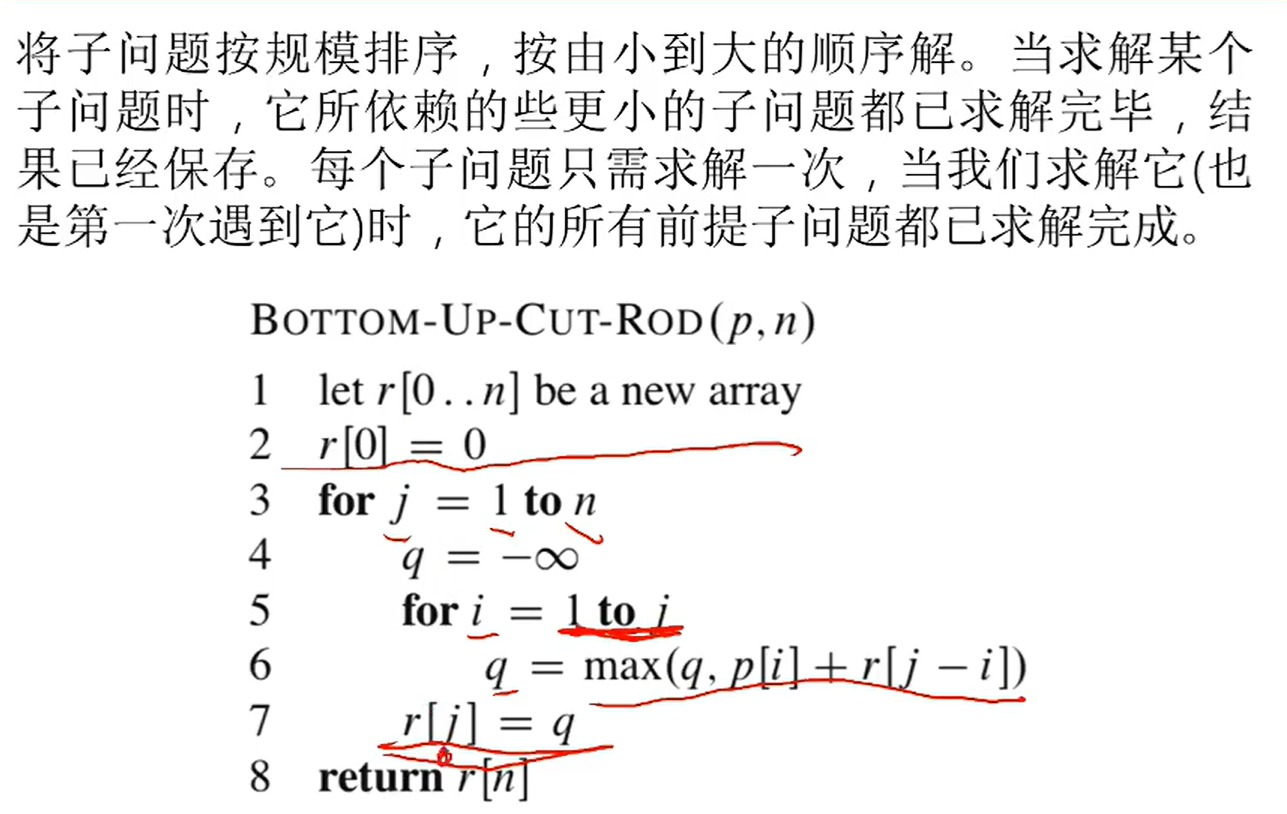 将子问题按规模排序，按由小到大的顺序解。当求解某个
子问题时，它所依赖的些更小的子问题都已求解完毕，结
果已经保存。每个子问题只需求解一次，当我们求解它(也
是第一次遇到它)时，它的所有前提子问题都已求解完成。
BOTTOM-UP-CUT-ROD(p, n)
1 let r[0..n] be a new array
2 r[0] = 0
3 for j = 1 to n
4 q = −∞
5 for i = 1 to j
6 q = max(q, p[i] + r[j − i])
7 r[j] = q
8 return r[n]